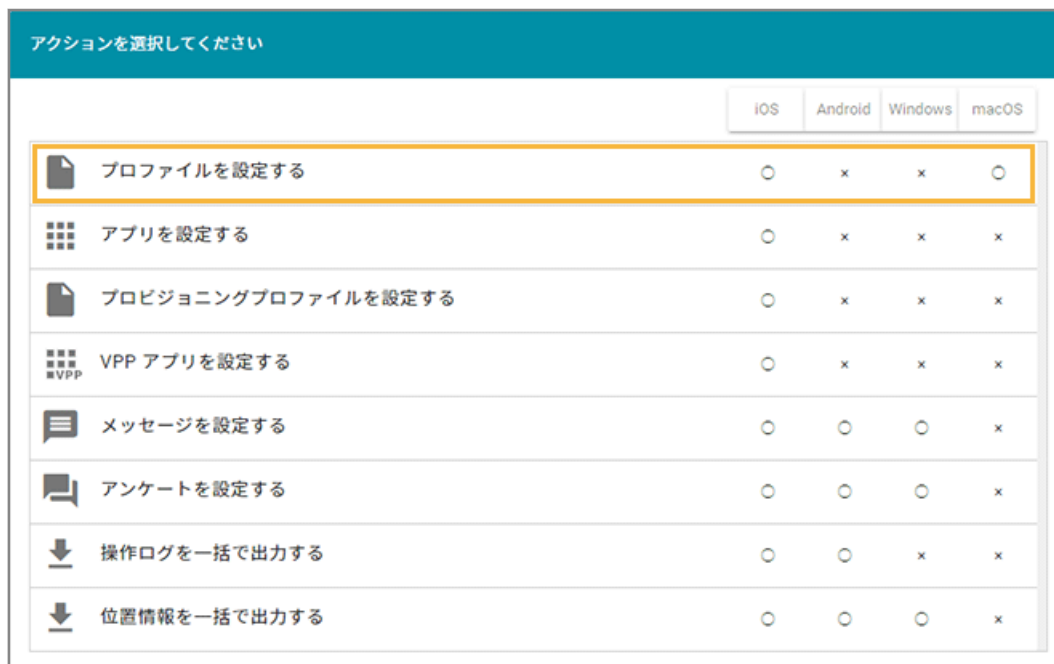 アクションを選択してください
iOS Android Windows macOS
プロファイルを設定する ○ × × ○
アプリを設定する ○ × × ×
プロビジョニングプロファイルを設定する ○ × × ×
VPP VPP アプリを設定する ○ × × ×
メッセージを設定する ○ ○ ○ ×
アンケートを設定する ○ ○ ○ ×
操作ログを一括で出力する ○ ○ × ×
位置情報を一括で出力する ○ ○ ○ ×